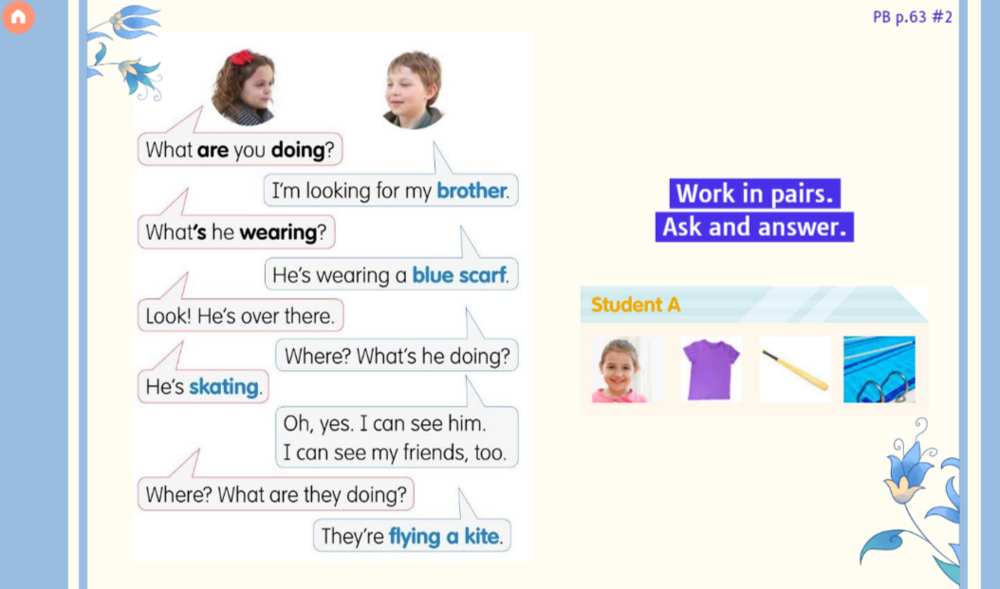 PB p.63 #2
What are you doing?
I'm looking for my brother.
What's he wearing?
He's wearing a blue scarf.
Look! He's over there.
Where? What's he doing?
He's skating.
Oh, yes. I can see him.
I can see my friends, too.
Where? What are they doing?
They're flying a kite.
Work in pairs.
Ask and answer.
Student A